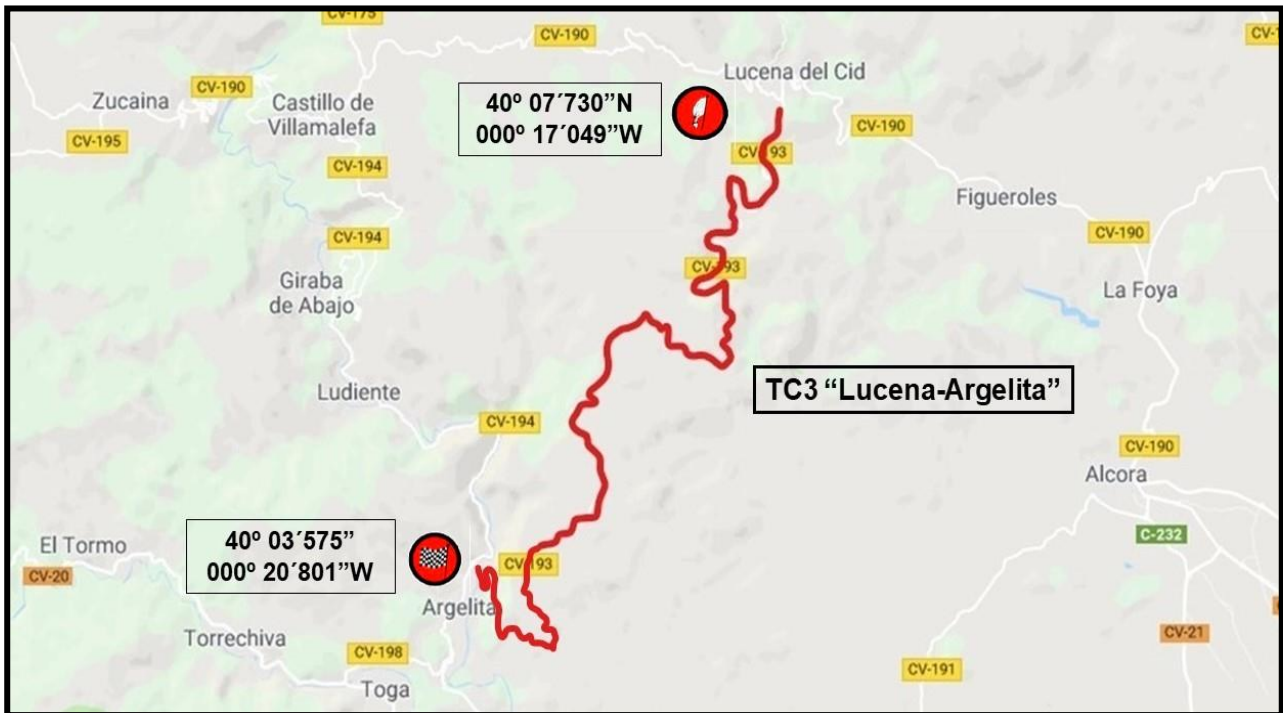 CV-175
CV-190
Lucena del Cid
CV-190
Zucaina
Castillo de
Villamalefa
40º 07´730”N
000º 17´049”W
CV-195
CV-190
CV-193
CV-194
Figueroles
CV-194
CV-190
CV-193
Giraba
de Abajo
La Foya
TC3 “Lucena-Argelita”
Ludiente
CV-194
CV-190
Alcora
40º 03´575”
000º 20´801”W
C-232
El Tormo
CV-20
CV-193
Argelita
Torrechiva
CV-21
CV-198
CV-191
Toga